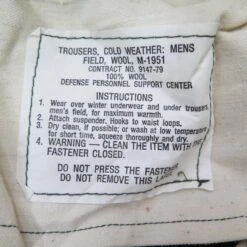 TROUSERS, COLD WEATHER: MENS
FIELD, WOOL, M-1951
CONTRACT NO. 9147-79
100% WOOL
DEFENSE PERSONNEL SUPPORT CENTER
INSTRUCTIONS
1. Wear over winter underwear and under trousers,
men's field, for maximum warmth.
2. Attach suspender. Hooks to waist loops.
3. Dry clean, if possible; or wash at low temperature
for short time, and dry slowly.
4. WARNING — CLEAN THE ITEM WITH THE
FASTENER CLOSED.
DO NOT PRESS THE FASTENER
DO NOT REMOVE THIS LABEL